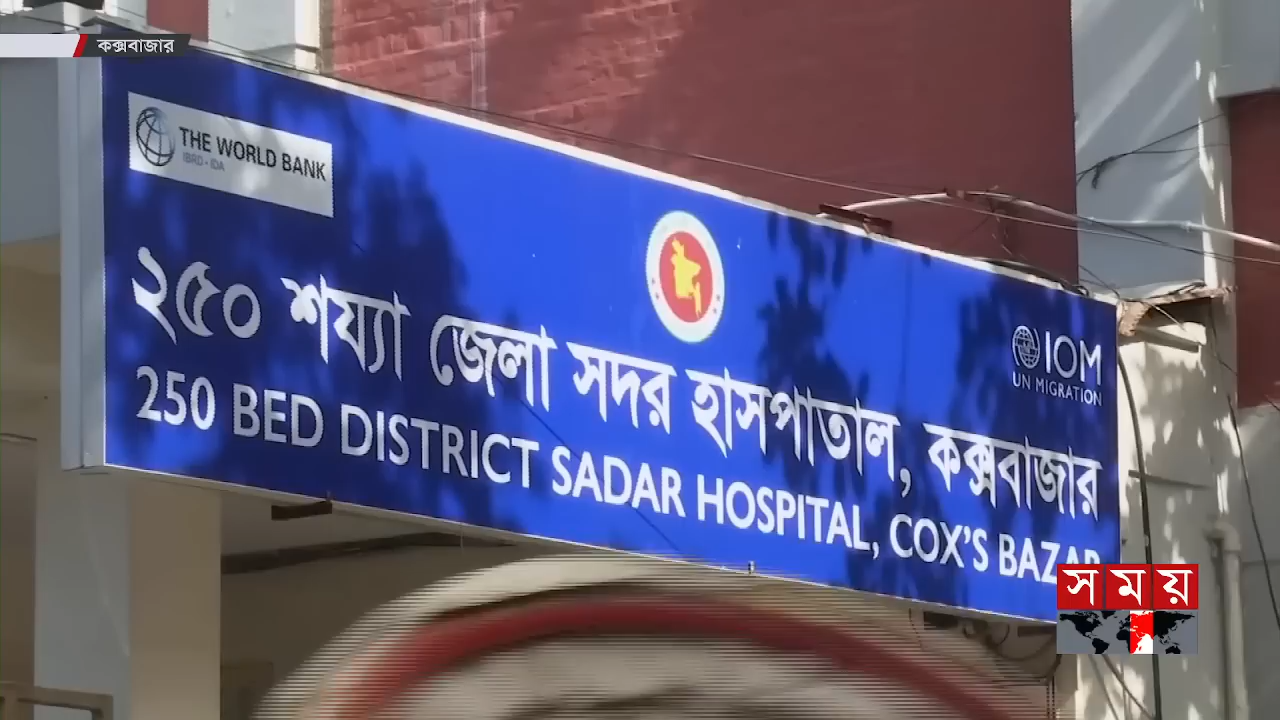 কক্সবাজার
THE WORLD BANK
IBRD • IDA
২৫০ শয্যা জেলা সদর হাসপাতাল, কক্সবাজার
250 BED DISTRICT SADAR HOSPITAL, COX'S BAZAR
IOM
UN MIGRATION
সময়